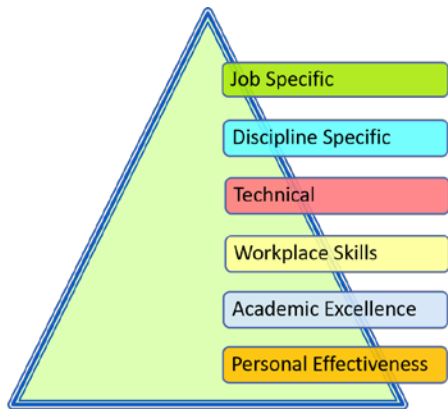 Job Specific
Discipline Specific
Technical
Workplace Skills
Academic Excellence
Personal Effectiveness